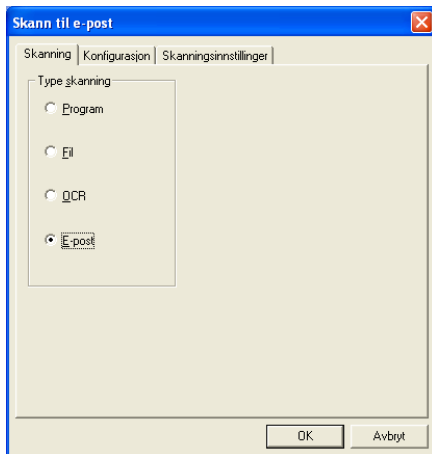 Skann til e-post
Skanning Konfigurasjon Skanningsinnstillinger
Type skanning
Program
Fil
OCR
E-post
OK Avbryt